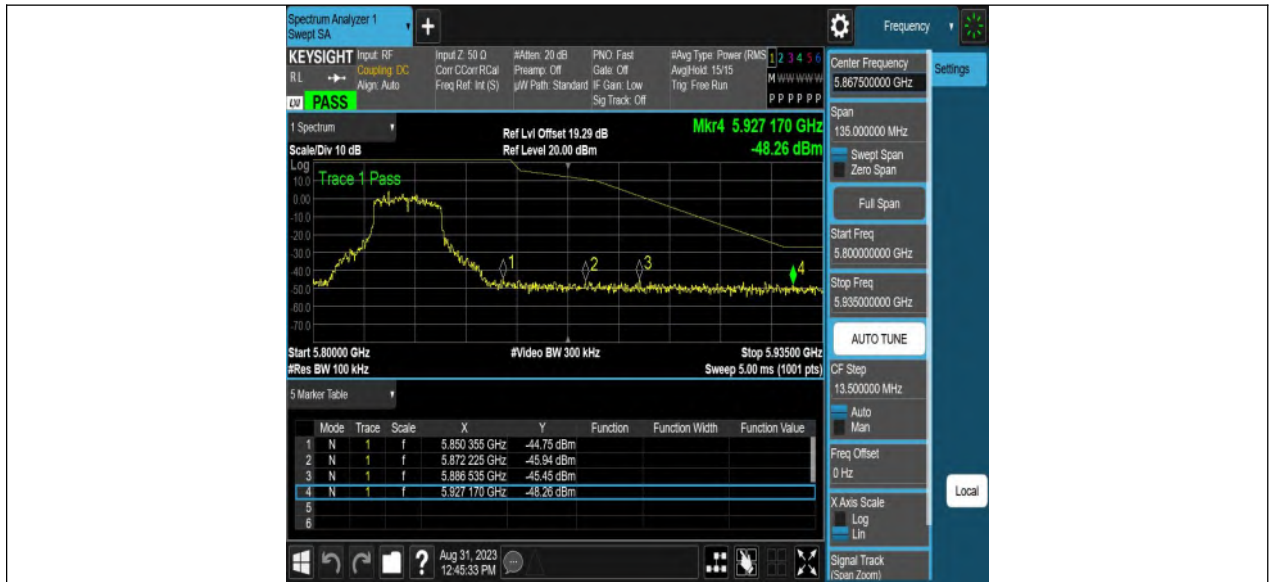 Spectrum Analyzer 1
Swept SA
+
Frequency
KEYSIGHT
RL
LXI PASS
Input: RF
Coupling: DC
Align: Auto
Input Z: 50 Ω
Corr CCorr RCal
Freq Ref: Int (S)
#Atten: 20 dB
Preamp: Off
µW Path: Standard
PNO: Fast
Gate: Off
IF Gain: Low
Sig Track: Off
#Avg Type: Power (RMS
Avg|Hold: 15/15
Trig: Free Run
1 2 3 4 5 6
M W W W W W
P P P P P P
1 Spectrum
Scale/Div 10 dB
Ref Lvl Offset 19.29 dB
Ref Level 20.00 dBm
Mkr4 5.927 170 GHz
-48.26 dBm
Log
Trace 1 Pass
10.0
0.00
-10.0
-20.0
-30.0
-40.0
-50.0
-60.0
-70.0
1
2
3
4
Start 5.80000 GHz
#Res BW 100 kHz
#Video BW 300 kHz
Stop 5.93500 GHz
Sweep 5.00 ms (1001 pts)
5 Marker Table
Mode Trace Scale X Y Function Function Width Function Value
1 N 1 f 5.850 355 GHz -44.75 dBm
2 N 1 f 5.872 225 GHz -45.94 dBm
3 N 1 f 5.886 535 GHz -45.45 dBm
4 N 1 f 5.927 170 GHz -48.26 dBm
5
6
?
Aug 31, 2023
12:45:33 PM
Center Frequency
5.867500000 GHz
Settings
Span
135.000000 MHz
Swept Span
Zero Span
Full Span
Start Freq
5.800000000 GHz
Stop Freq
5.935000000 GHz
AUTO TUNE
CF Step
13.500000 MHz
Auto
Man
Freq Offset
0 Hz
X Axis Scale
Log
Lin
Local
Signal Track
(Span Zoom)